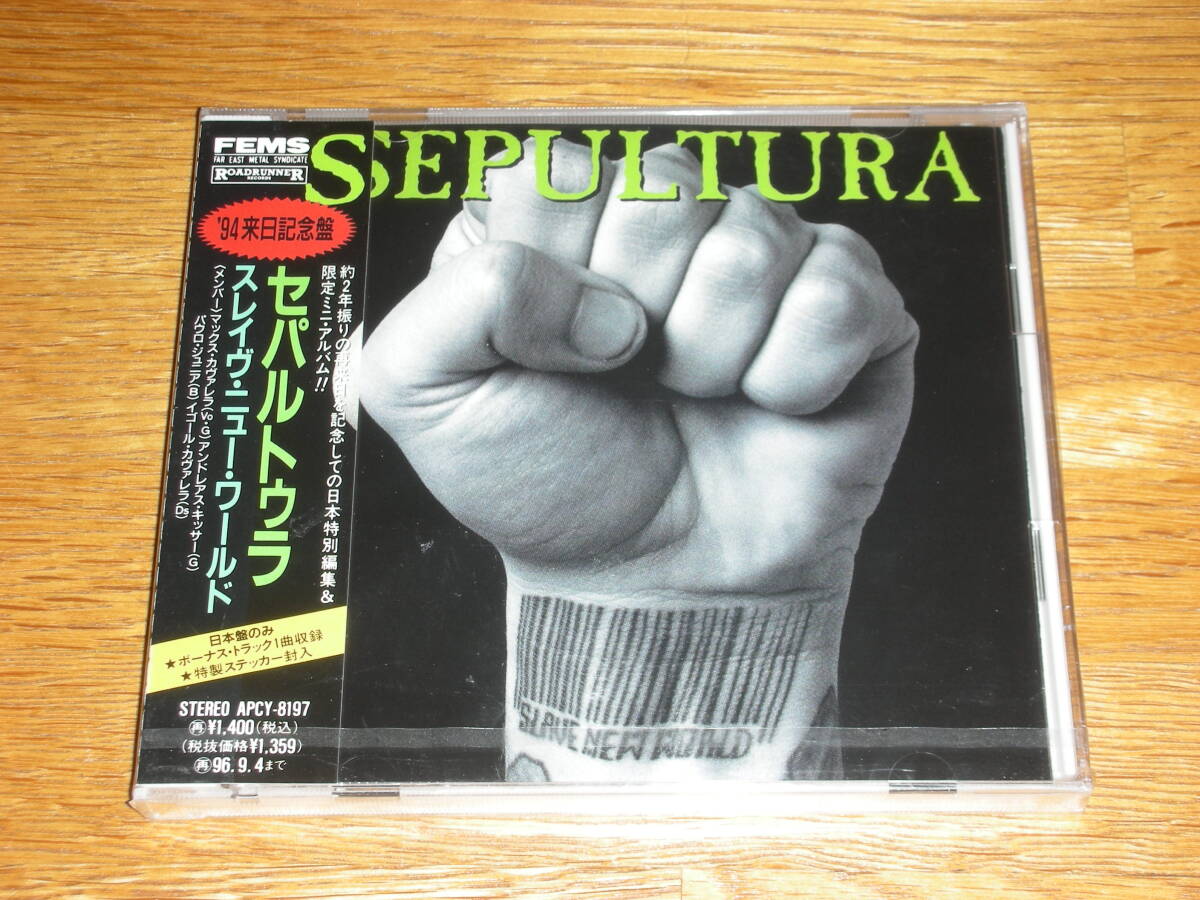 FEMS
FAR EAST METAL SYNDICATE
ROADRUNNER
RECORDS
'94来日記念盤
約2年振りの再来日を記念しての日本特別編集&
限定ミニ・アルバム!!
セパルトゥラ
スレイヴ・ニュー・ワールド
〈メンバー〉マックス・カヴァレラ(Vo・G)アンドレアス・キッサー(G)
パウロ・ジュニア(B)イゴール・カヴァレラ(Ds)
日本盤のみ
★ボーナス・トラック1曲収録
★特製ステッカー封入
STEREO APCY-8197
再¥1,400(税込)
(税抜価格¥1,359)
再96.9.4まで
SEPULTURA
SLAVE NEW WORLD